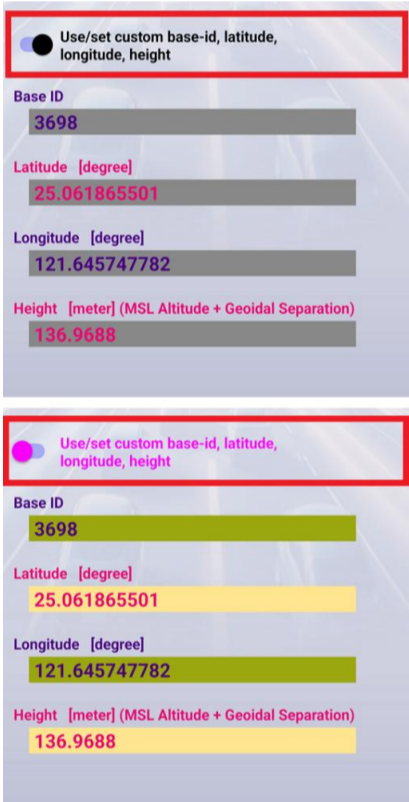 Use/set custom base-id, latitude,
longitude, height
Base ID
3698
Latitude [degree]
25.061865501
Longitude [degree]
121.645747782
Height [meter] (MSL Altitude + Geoidal Separation)
136.9688
Use/set custom base-id, latitude,
longitude, height
Base ID
3698
Latitude [degree]
25.061865501
Longitude [degree]
121.645747782
Height [meter] (MSL Altitude + Geoidal Separation)
136.9688